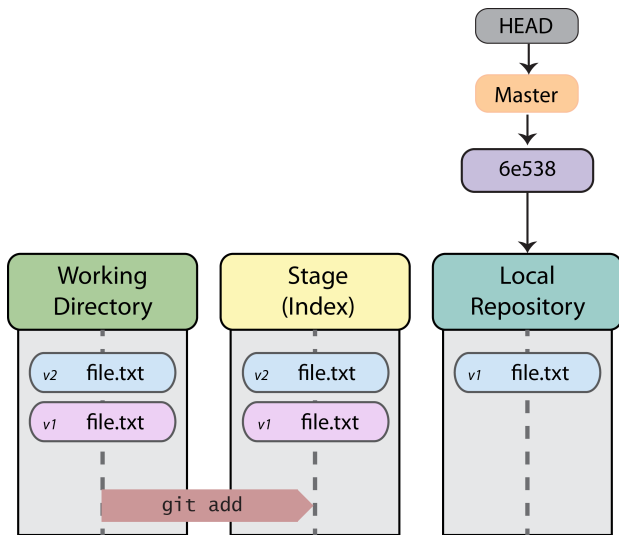 HEAD
Master
6e538
Working
Directory
Stage
(Index)
Local
Repository
v2 file.txt
v2 file.txt
v1 file.txt
v1 file.txt
v1 file.txt
git add